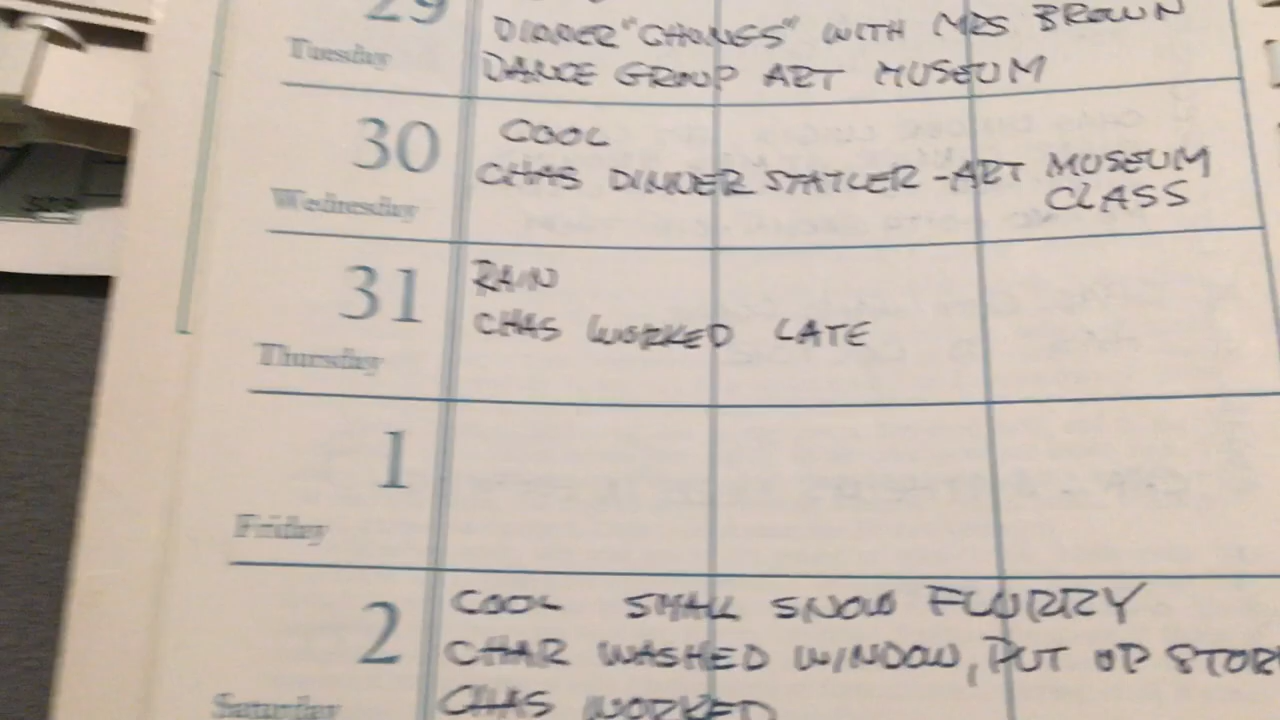 29
Tuesday
DINNER "CHANGS" WITH MRS BROWN
DANCE GROUP ART MUSEUM
30
Wednesday
COOL
CHAS DINNER STATLER-ART MUSEUM
CLASS
31
Thursday
RAIN
CHAS WORKED LATE
1
Friday
2
Saturday
COOL SMALL SNOW FLURRY
CHAR WASHED WINDOW, PUT UP STOR
CHAS WORKED